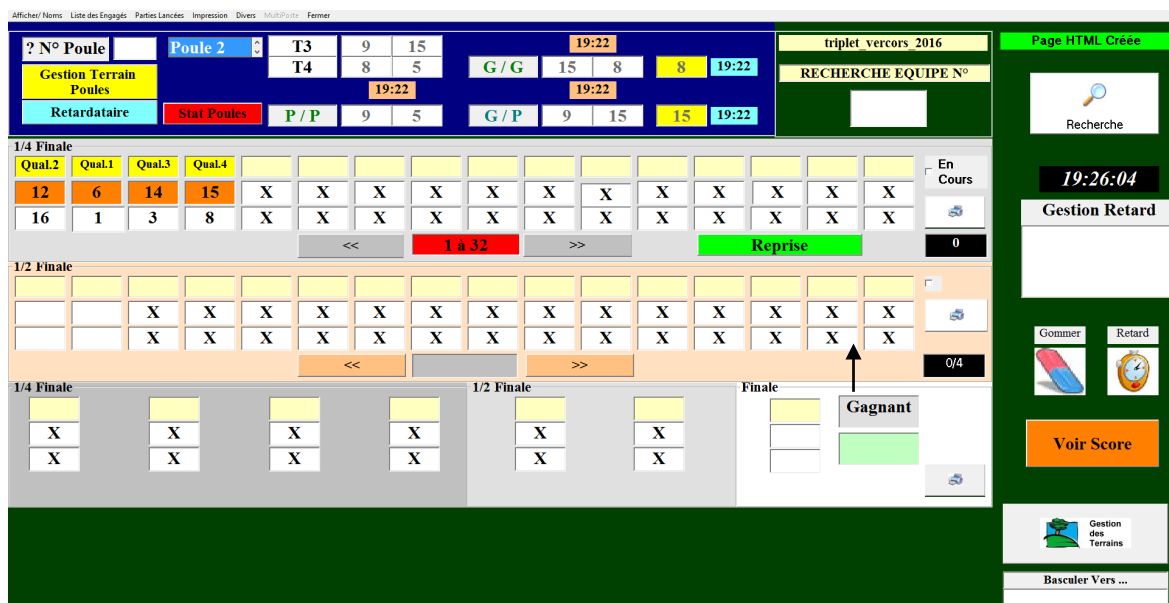 Afficher/ Noms Liste des Engagés Parties Lancées Impression Divers MultiPoste Fermer
? N° Poule Poule 2 T3 9 15 19:22 triplet_vercors_2016 Page HTML Créée
Gestion Terrain Poules T4 8 5 G / G 15 8 8 19:22 RECHERCHE EQUIPE N°
19:22 19:22
Retardataire Stat Poules P / P 9 5 G / P 9 15 15 19:22
Recherche
1/4 Finale
Qual.2 Qual.1 Qual.3 Qual.4 En Cours
12 6 14 15 X X X X X X X X X X X X
16 1 3 8 X X X X X X X X X X X X
<< 1 à 32 >> Reprise 0
19:26:04
Gestion Retard
1/2 Finale
X X X X X X X X X X X X X X
X X X X X X X X X X X X X X
<< >> 0/4
Gommer Retard
1/4 Finale 1/2 Finale Finale
Gagnant
X X X X X X
X X X X X X
Voir Score
Gestion
des
Terrains
Basculer Vers ...